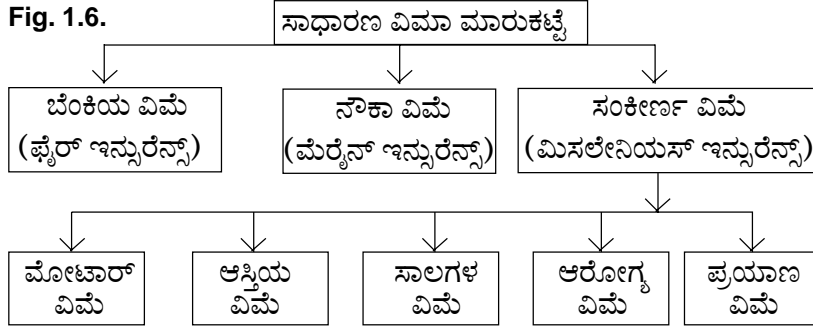 Fig. 1.6.
ಸಾಧಾರಣ ವಿಮಾ ಮಾರುಕಟ್ಟೆ
ಬೆಂಕಿಯ ವಿಮೆ
(ಫೈರ್ ಇನ್ಸುರೆನ್ಸ್)
ನೌಕಾ ವಿಮೆ
(ಮೆರೈನ್ ಇನ್ಸುರೆನ್ಸ್)
ಸಂಕೀರ್ಣ ವಿಮೆ
(ಮಿಸಲೇನಿಯಸ್ ಇನ್ಸುರೆನ್ಸ್)
ಮೋಟಾರ್
ವಿಮೆ
ಆಸ್ತಿಯ
ವಿಮೆ
ಸಾಲಗಳ
ವಿಮೆ
ಆರೋಗ್ಯ
ವಿಮೆ
ಪ್ರಯಾಣ
ವಿಮೆ